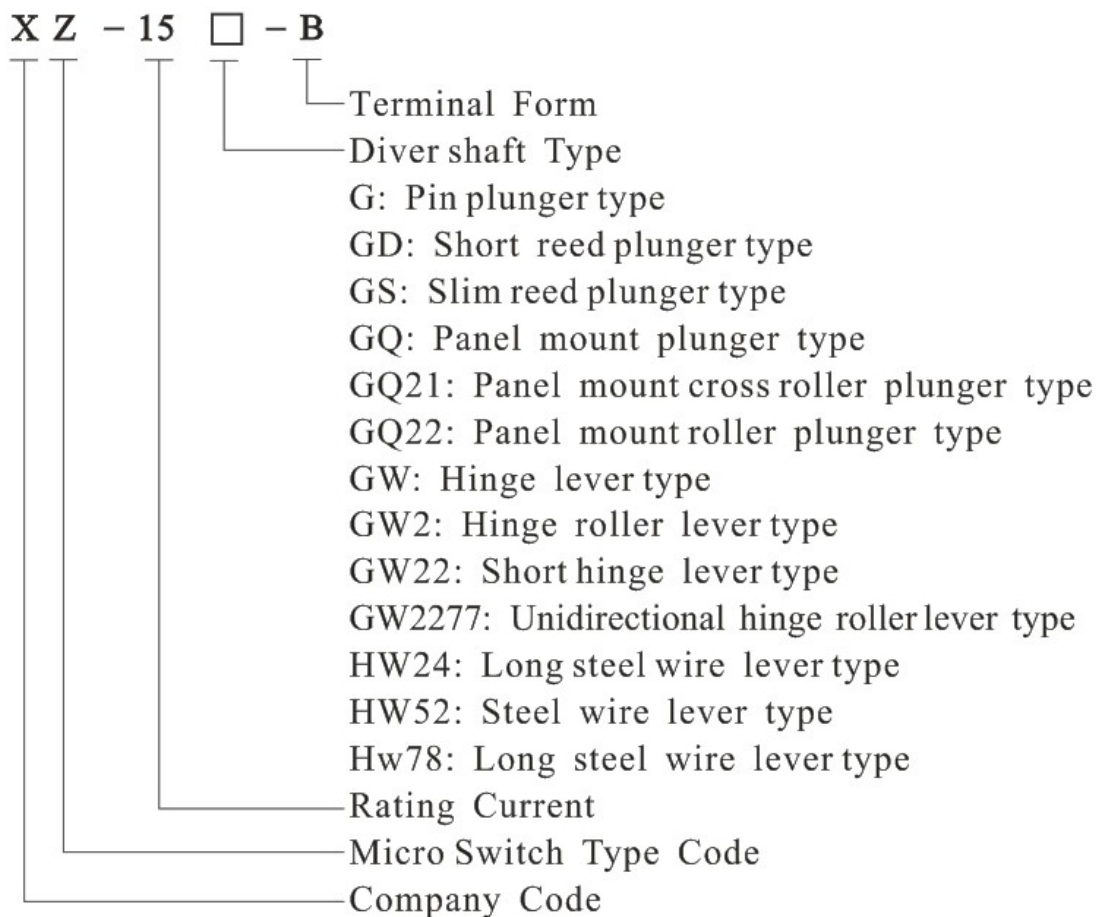 X Z - 15 □ - B
Terminal Form
Diver shaft Type
G: Pin plunger type
GD: Short reed plunger type
GS: Slim reed plunger type
GQ: Panel mount plunger type
GQ21: Panel mount cross roller plunger type
GQ22: Panel mount roller plunger type
GW: Hinge lever type
GW2: Hinge roller lever type
GW22: Short hinge lever type
GW2277: Unidirectional hinge roller lever type
HW24: Long steel wire lever type
HW52: Steel wire lever type
Hw78: Long steel wire lever type
Rating Current
Micro Switch Type Code
Company Code